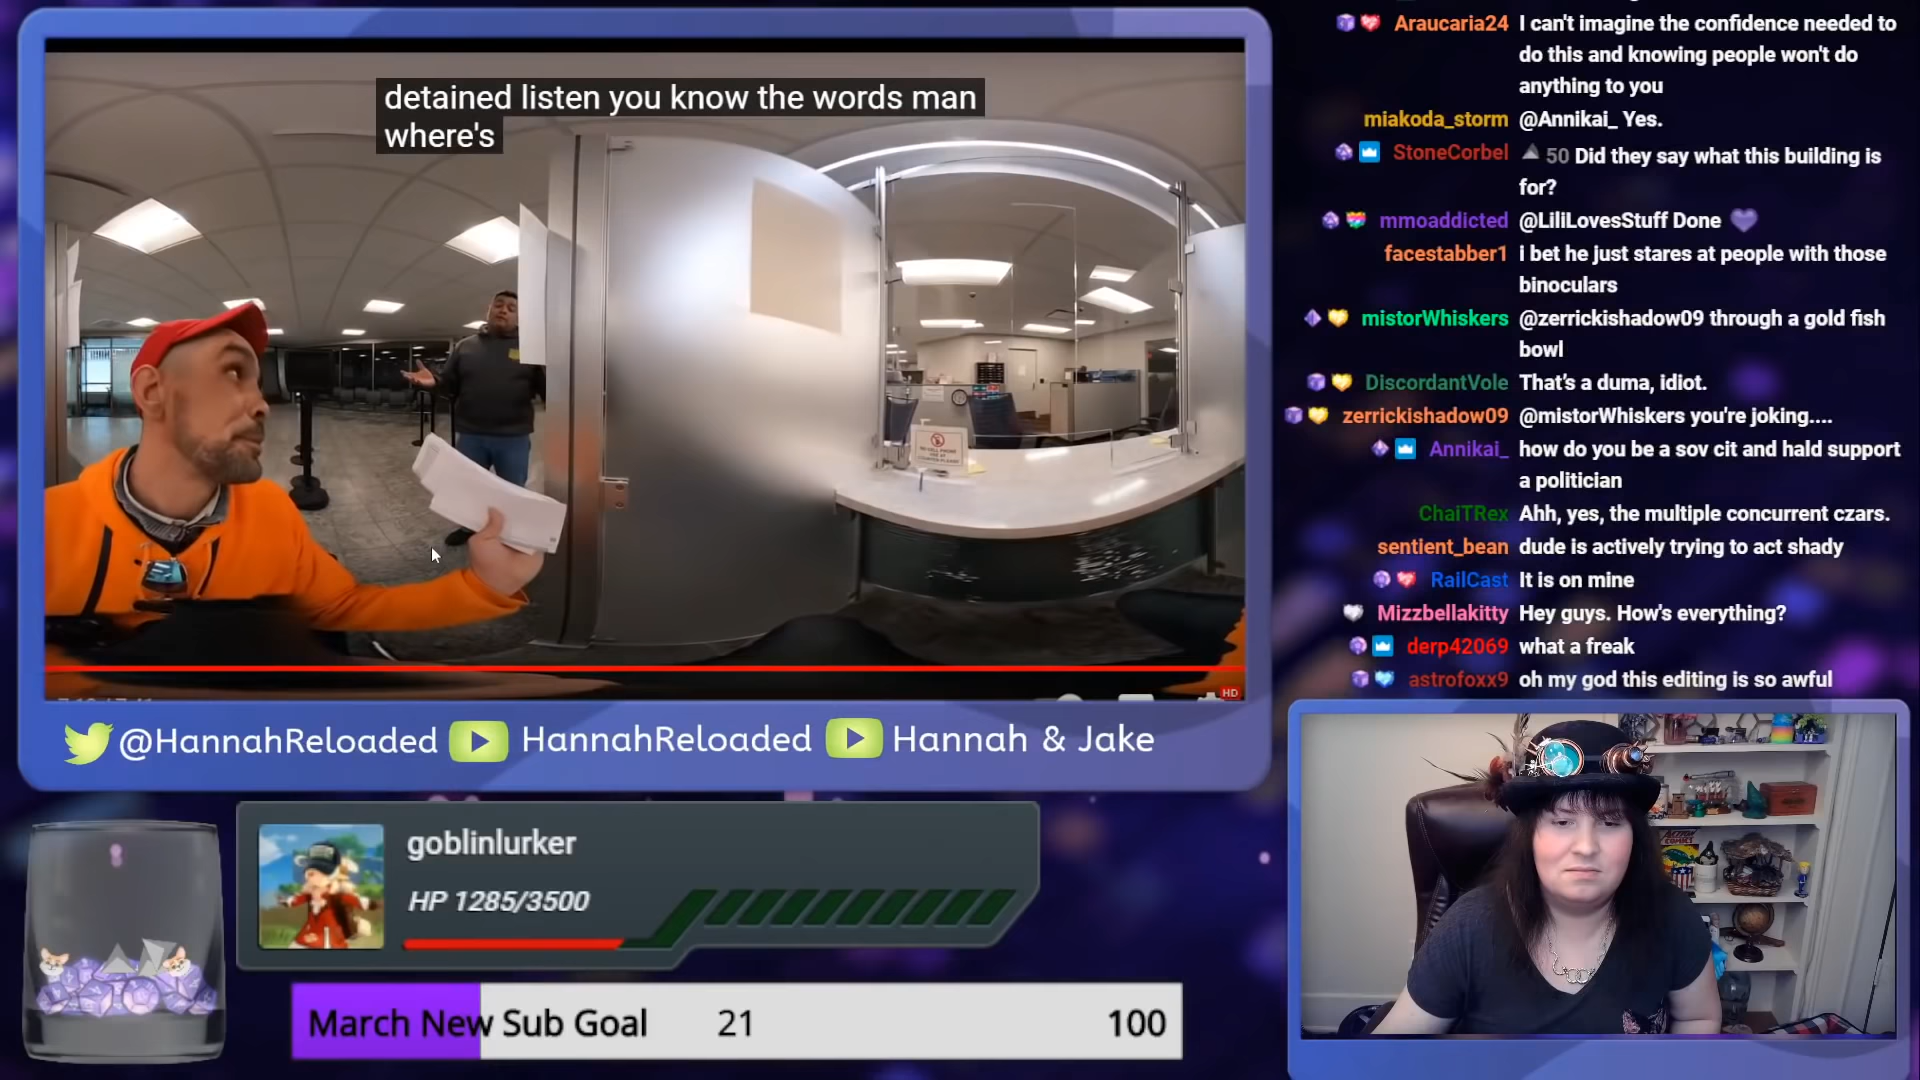 detained listen you know the words man
where's
HD
@HannahReloaded HannahReloaded Hannah & Jake
goblinlurker
HP 1285/3500
March New Sub Goal 21 100
Araucaria24 I can't imagine the confidence needed to
do this and knowing people won't do
anything to you
miakoda_storm @Annikai_ Yes.
StoneCorbel 50 Did they say what this building is
for?
mmoaddicted @LiliLovesStuff Done
facestabber1 i bet he just stares at people with those
binoculars
mistorWhiskers @zerrickishadow09 through a gold fish
bowl
DiscordantVole That's a duma, idiot.
zerrickishadow09 @mistorWhiskers you're joking....
Annikai_ how do you be a sov cit and hald support
a politician
ChaiTRex Ahh, yes, the multiple concurrent czars.
sentient_bean dude is actively trying to act shady
RailCast It is on mine
Mizzbellakitty Hey guys. How's everything?
derp42069 what a freak
astrofoxx9 oh my god this editing is so awful